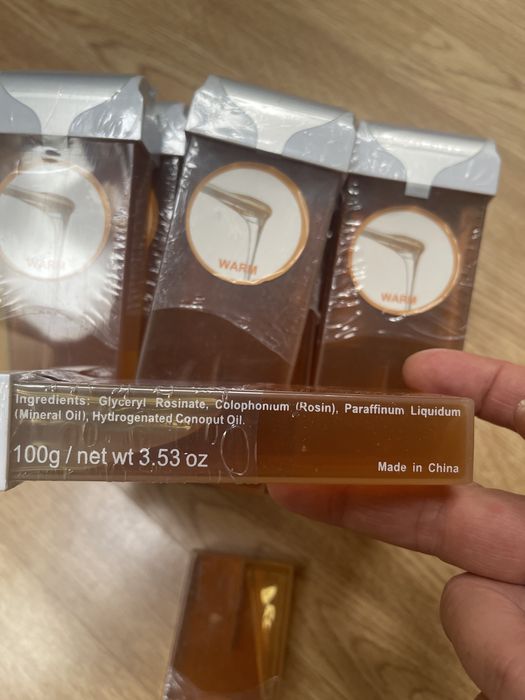 WARM
WARM
WARM
Ingredients: Glyceryl Rosinate, Colophonium (Rosin), Paraffinum Liquidum
(Mineral Oil), Hydrogenated Cononut Oil.
100g / net wt 3.53 oz
Made in China